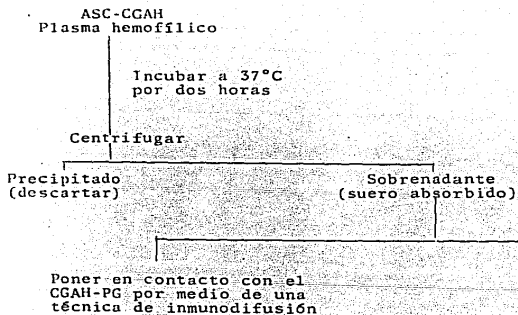 ASC-CGAH
Plasma hemofílico
Incubar a 37°C
por dos horas
Centrifugar
Precipitado
(descartar)
Sobrenadante
(suero absorbido)
Poner en contacto con el
CGAH-PG por medio de una
técnica de inmunodifusión